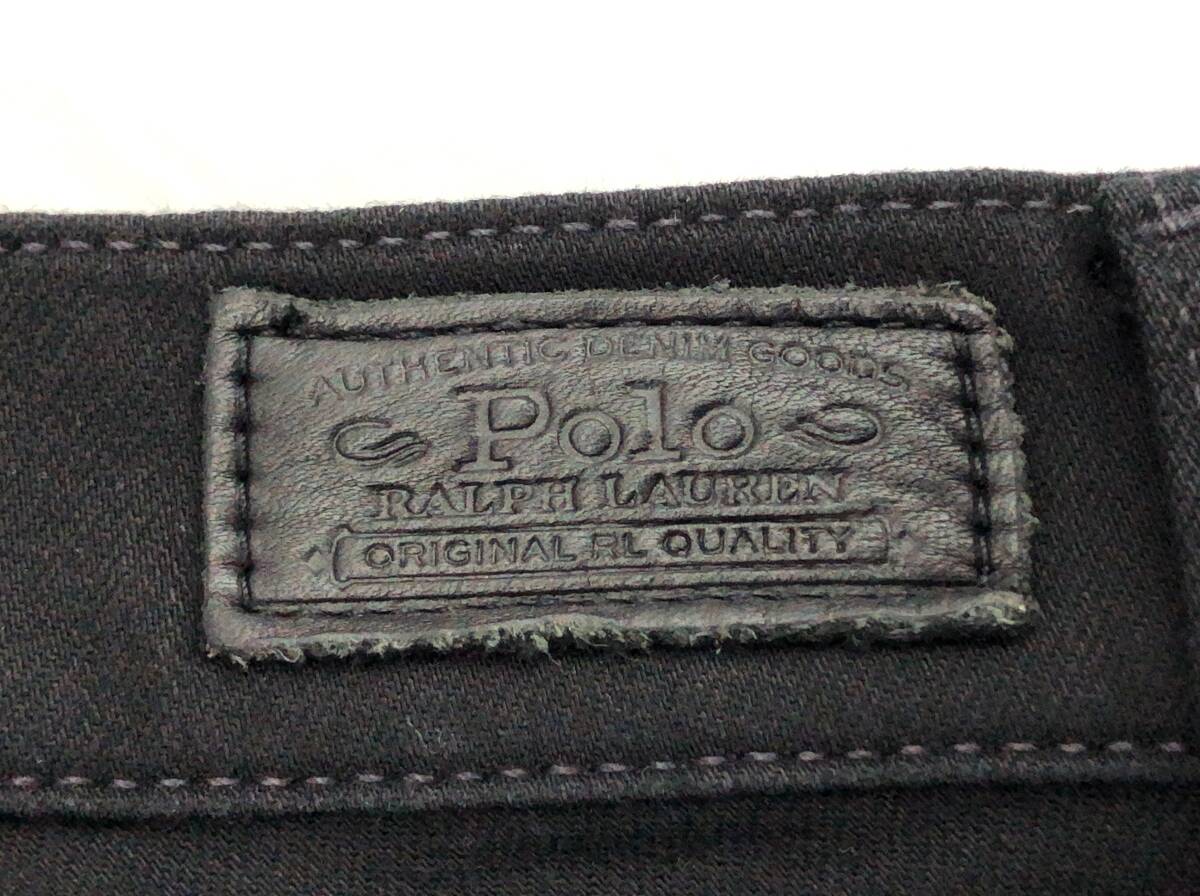 AUTHENTIC DENIM GOODS
Polo
RALPH LAUREN
ORIGINAL RL QUALITY